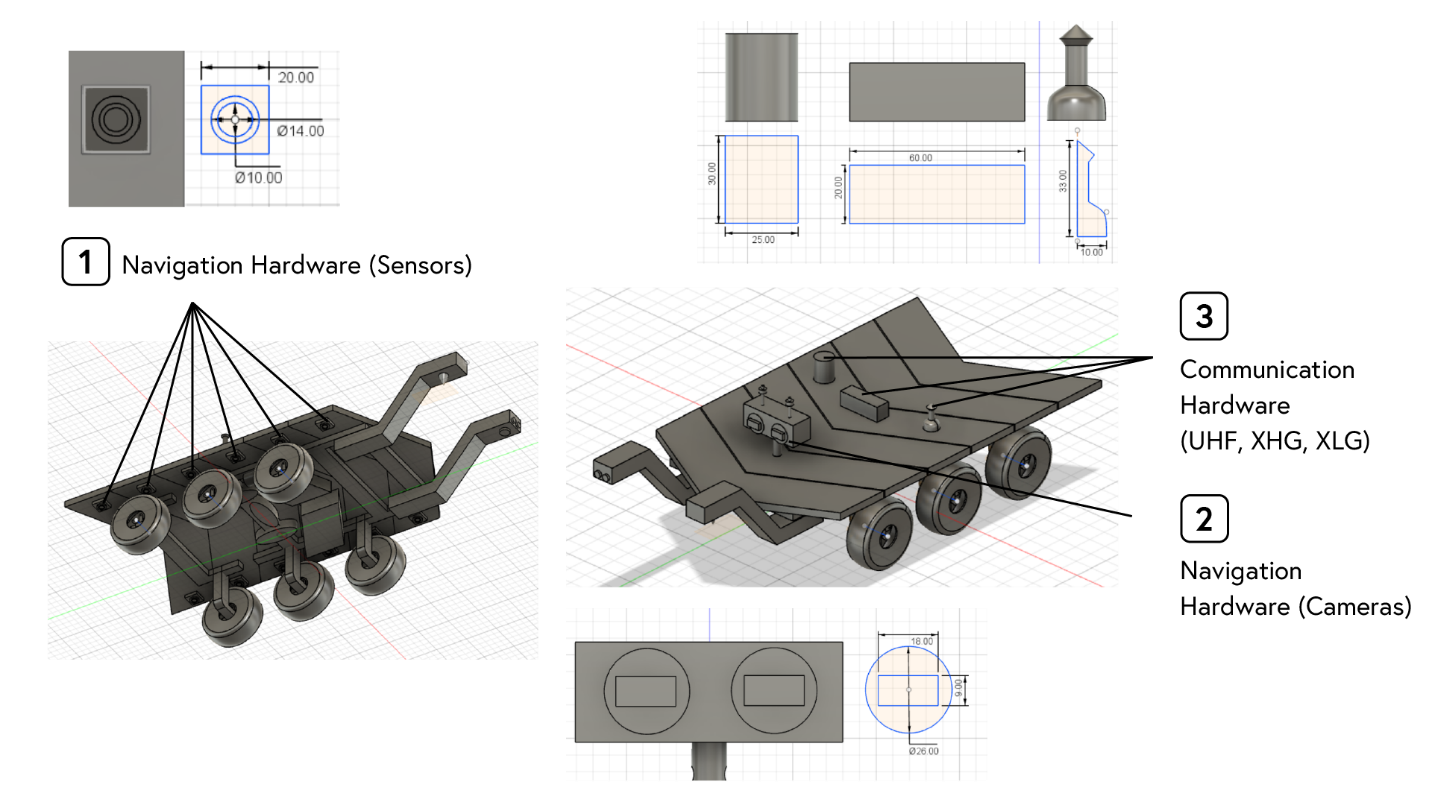 20.00
Ø14.00
Ø10.00
1
Navigation Hardware (Sensors)
30.00
25.00
60.00
20.00
33.00
10.00
3
Communication
Hardware
(UHF, XHG, XLG)
2
Navigation
Hardware (Cameras)
18.00
9.00
Ø26.00